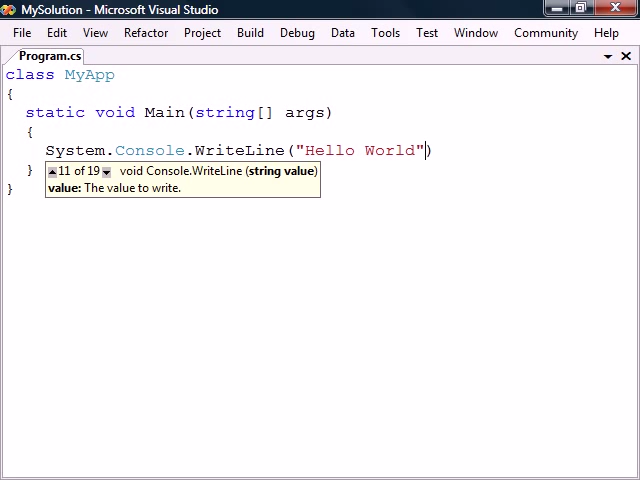 MySolution - Microsoft Visual Studio
File Edit View Refactor Project Build Debug Data Tools Test Window Community Help
Program.cs
class MyApp
{
static void Main(string[] args)
{
System.Console.WriteLine("Hello World")
}
11 of 19 void Console.WriteLine (string value)
value: The value to write.
}